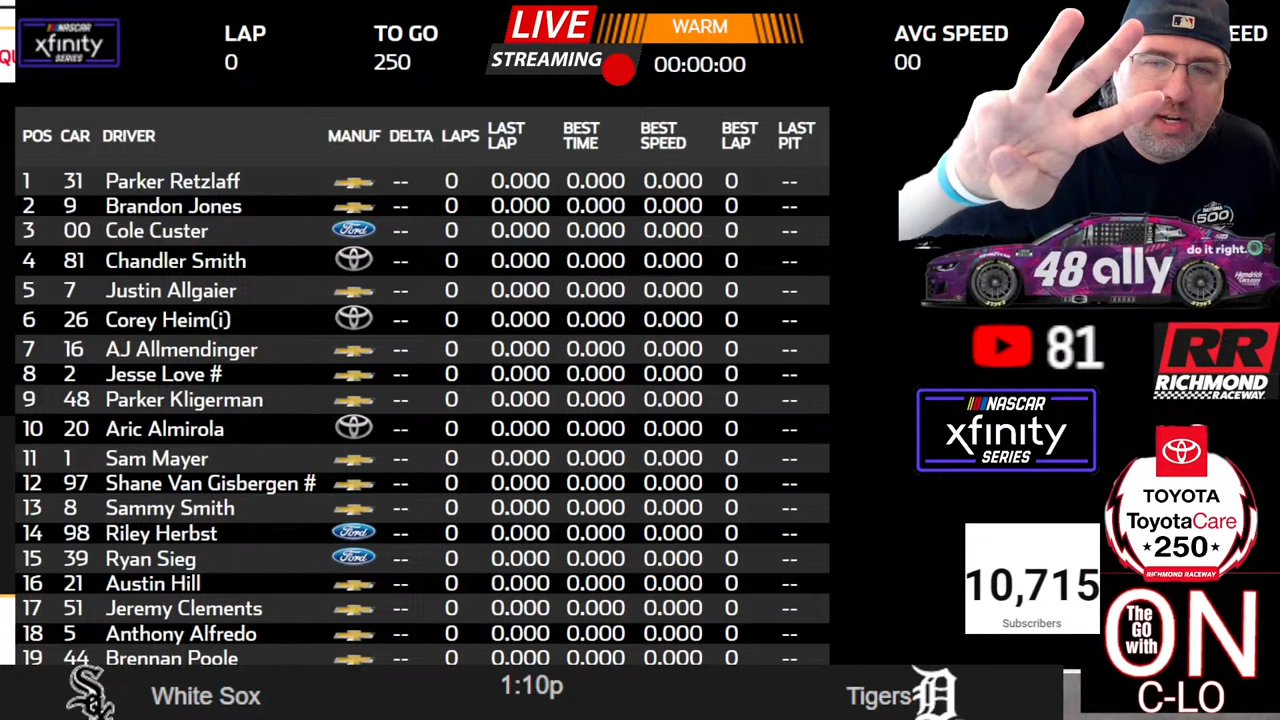 NASCAR
xfinity
SERIES
LAP
0
TO GO
250
LIVE
STREAMING
WARM
00:00:00
AVG SPEED
00
EED
POS CAR DRIVER MANUF DELTA LAPS LAST LAP BEST TIME BEST SPEED BEST LAP LAST PIT
1 31 Parker Retzlaff -- 0 0.000 0.000 0.000 0 --
2 9 Brandon Jones -- 0 0.000 0.000 0.000 0 --
3 00 Cole Custer Ford -- 0 0.000 0.000 0.000 0 --
4 81 Chandler Smith -- 0 0.000 0.000 0.000 0 --
5 7 Justin Allgaier -- 0 0.000 0.000 0.000 0 --
6 26 Corey Heim(i) -- 0 0.000 0.000 0.000 0 --
7 16 AJ Allmendinger -- 0 0.000 0.000 0.000 0 --
8 2 Jesse Love # -- 0 0.000 0.000 0.000 0 --
9 48 Parker Kligerman -- 0 0.000 0.000 0.000 0 --
10 20 Aric Almirola -- 0 0.000 0.000 0.000 0 --
11 1 Sam Mayer -- 0 0.000 0.000 0.000 0 --
12 97 Shane Van Gisbergen # -- 0 0.000 0.000 0.000 0 --
13 8 Sammy Smith -- 0 0.000 0.000 0.000 0 --
14 98 Riley Herbst Ford -- 0 0.000 0.000 0.000 0 --
15 39 Ryan Sieg Ford -- 0 0.000 0.000 0.000 0 --
16 21 Austin Hill -- 0 0.000 0.000 0.000 0 --
17 51 Jeremy Clements -- 0 0.000 0.000 0.000 0 --
18 5 Anthony Alfredo -- 0 0.000 0.000 0.000 0 --
19 44 Brennan Poole -- 0 0.000 0.000 0.000 0 --
DAYTONA
500
do it right.
48 ally
Hendrick
81
RR
RICHMOND
RACEWAY
NASCAR
xfinity
SERIES
TOYOTA
ToyotaCare
250
RICHMOND RACEWAY
10,715
Subscribers
The
GO
with
ON
C-LO
Sox
White Sox
1:10p
Tigers
D